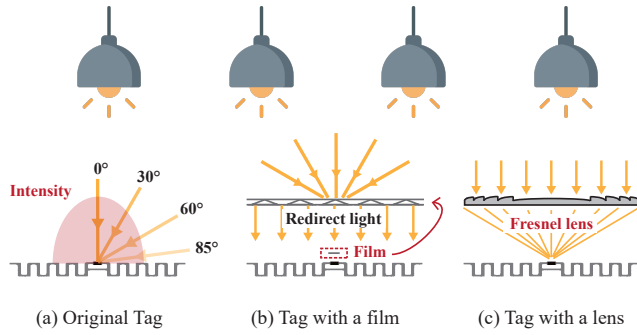 0°
30°
Intensity
60°
85°
Redirect light
Film
Fresnel lens
(a) Original Tag
(b) Tag with a film
(c) Tag with a lens